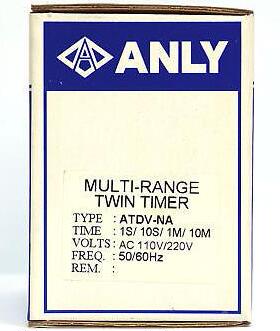 ANLY
MULTI-RANGE
TWIN TIMER
TYPE : ATDV-NA
TIME : 1S/ 10S/ 1M/ 10M
VOLTS : AC 110V/220V
FREQ. : 50/60Hz
REM. :